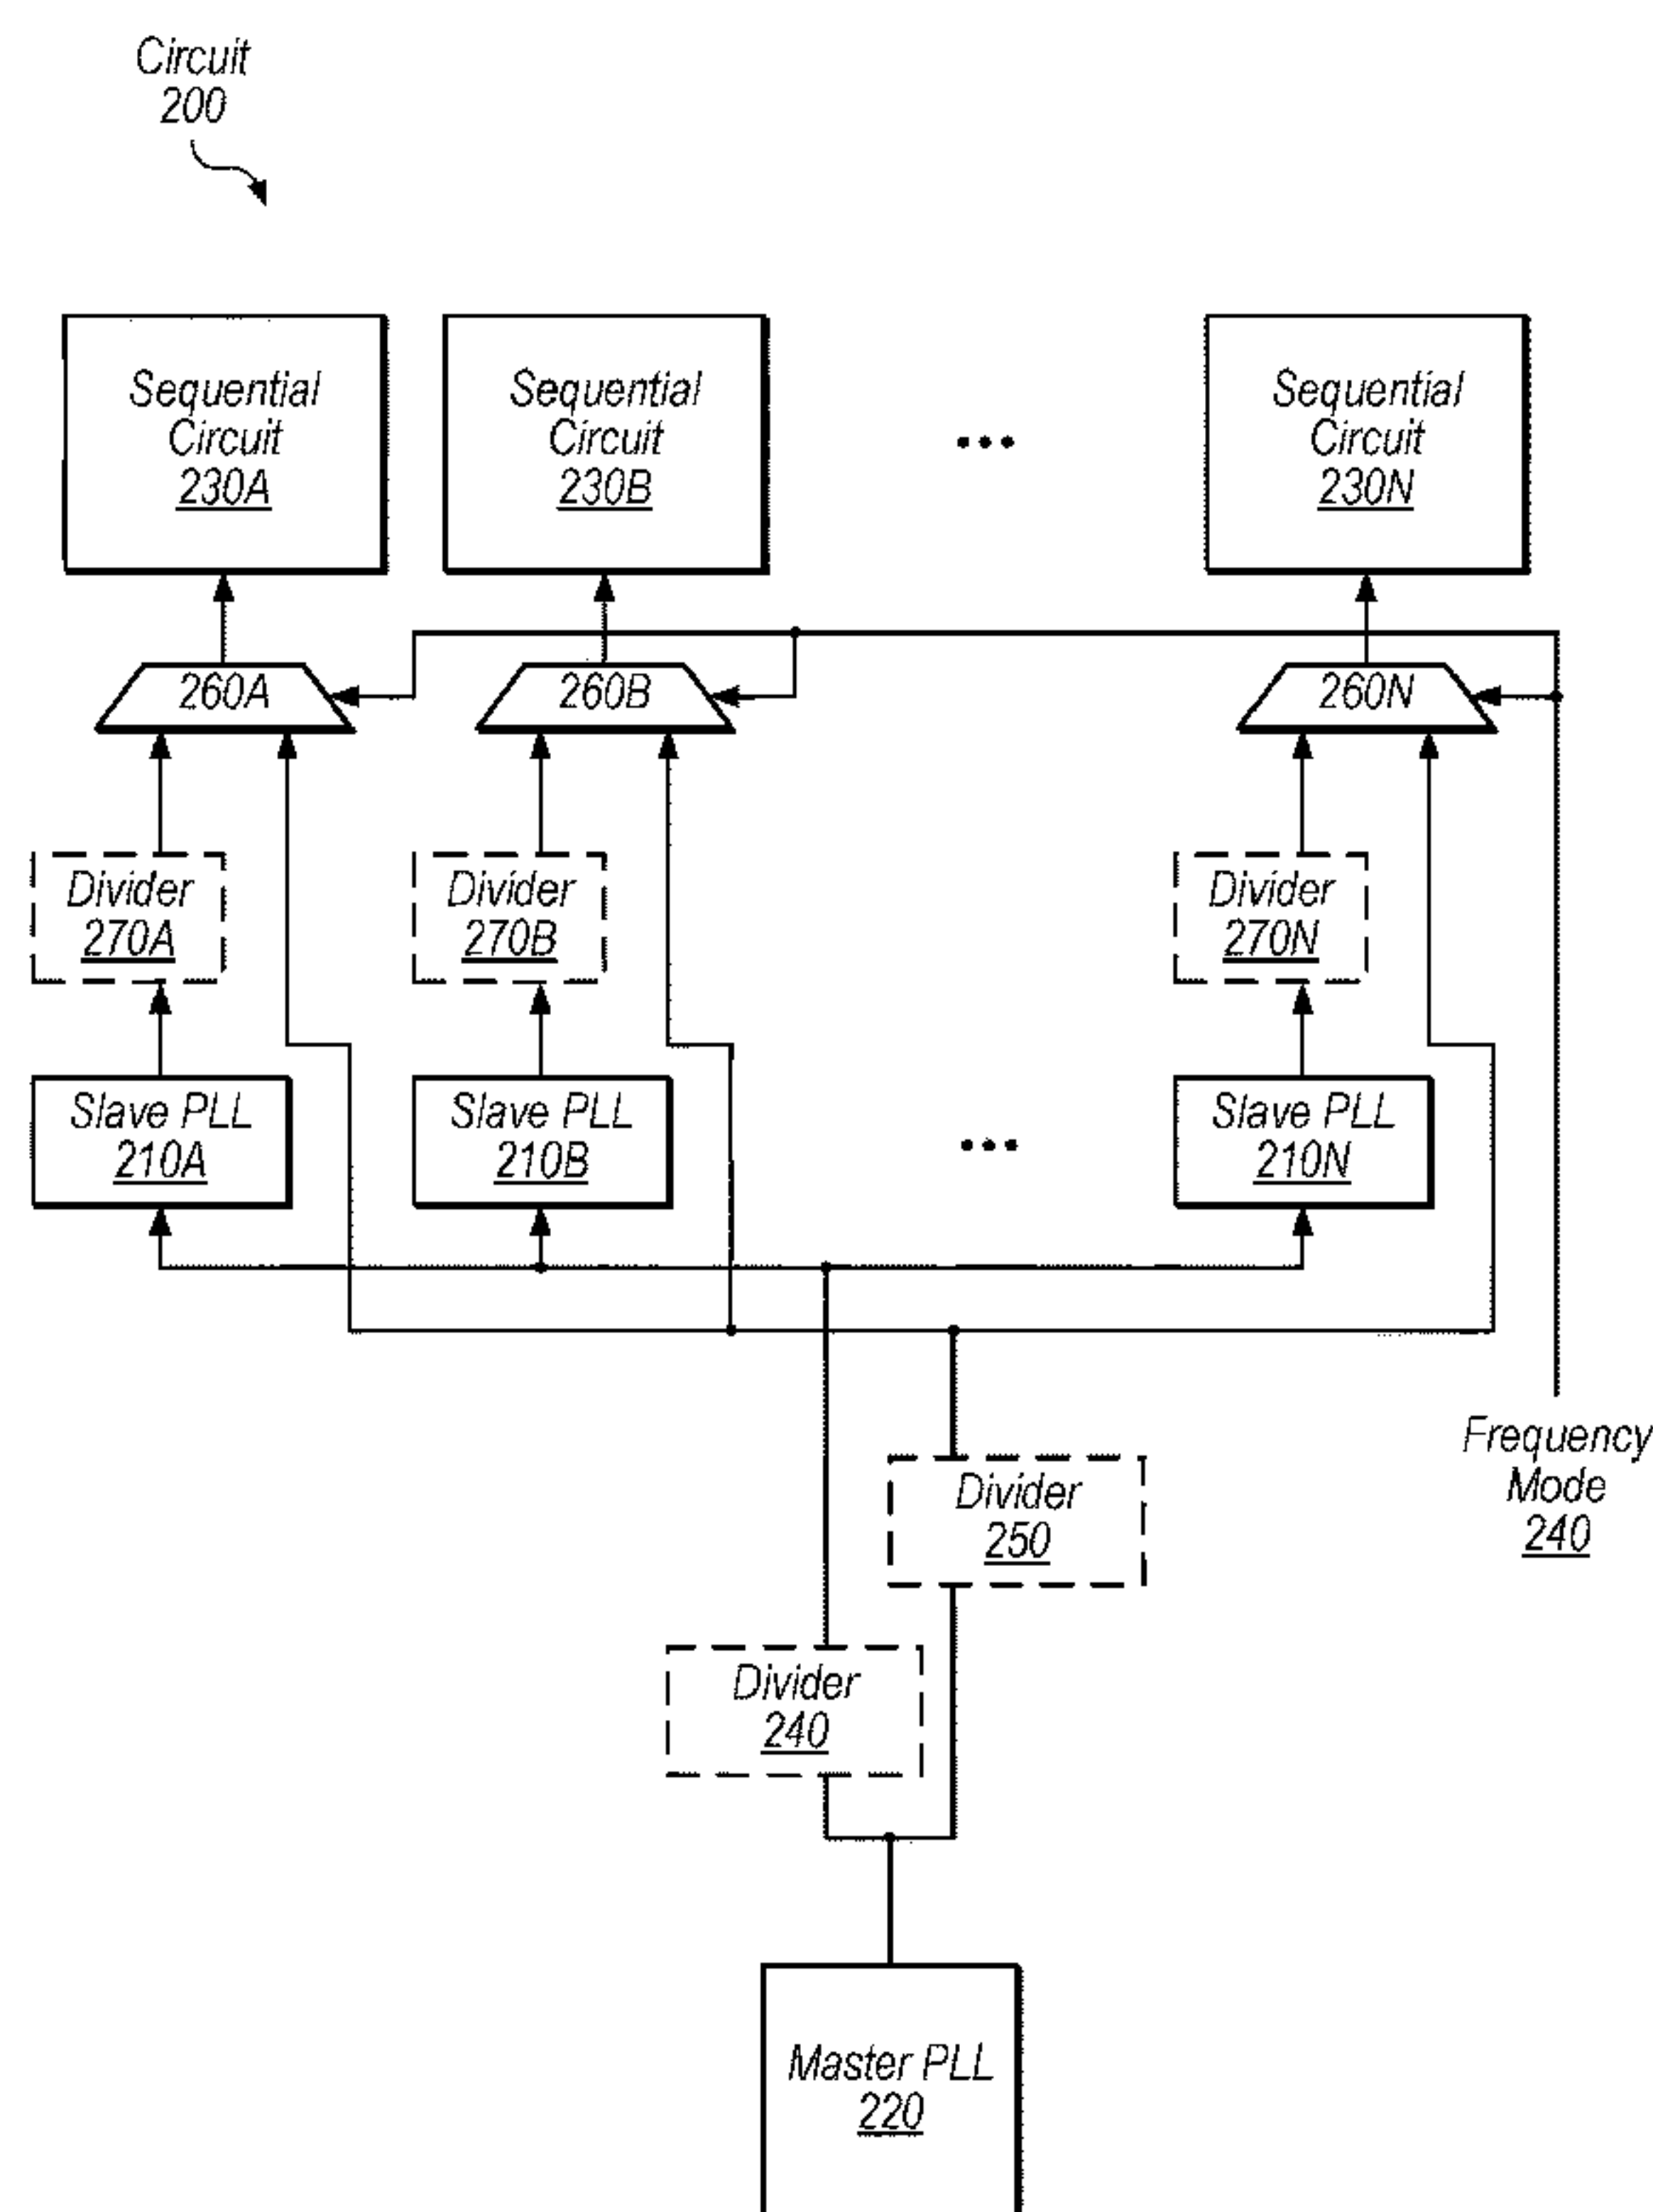 Circuit
200
Sequential
Circuit
230A
Sequential
Circuit
230B
...
Sequential
Circuit
230N
260A
260B
260N
Divider
270A
Divider
270B
Divider
270N
Slave PLL
210A
Slave PLL
210B
...
Slave PLL
210N
Frequency
Mode
240
Divider
250
Divider
240
Master PLL
220